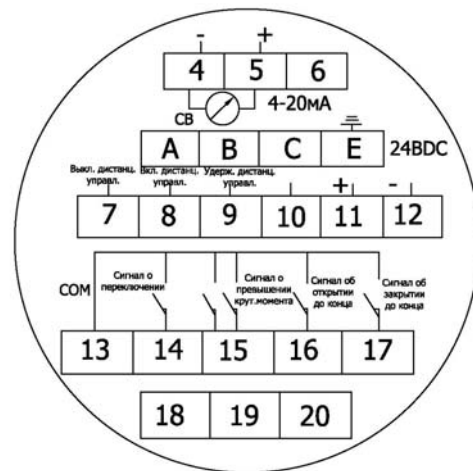 - +
4 5 6
СВ 4-20мА
A B C E 24ВDC
Выкл. дистанц. управл.
Вкл. дистанц. управл.
Удерж. дистанц. управл.
+ -
7 8 9 10 11 12
COM
Сигнал о
переключении
Сигнал о
превышении
крут.момента
Сигнал об
открытии
до конца
Сигнал об
закрытии
до конца
13 14 15 16 17
18 19 20